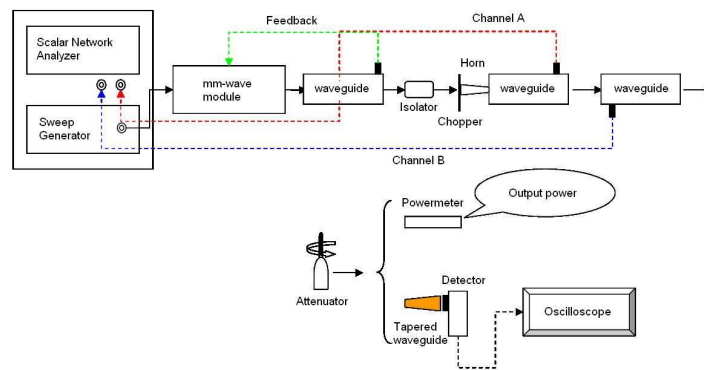 Feedback
Channel A
Scalar Network
Analyzer
mm-wave
module
waveguide
Isolator
Horn
Chopper
waveguide
waveguide
Sweep
Generator
Channel B
Powermeter
Output power
Attenuator
Detector
Tapered
waveguide
Oscilloscope